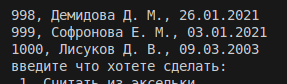 998, Демидова Д. М., 26.01.2021
999, Софронова Е. М., 03.01.2021
1000, Лисуков Д. В., 09.03.2003
введите что хотете сделать:
1. Считать из аксельки